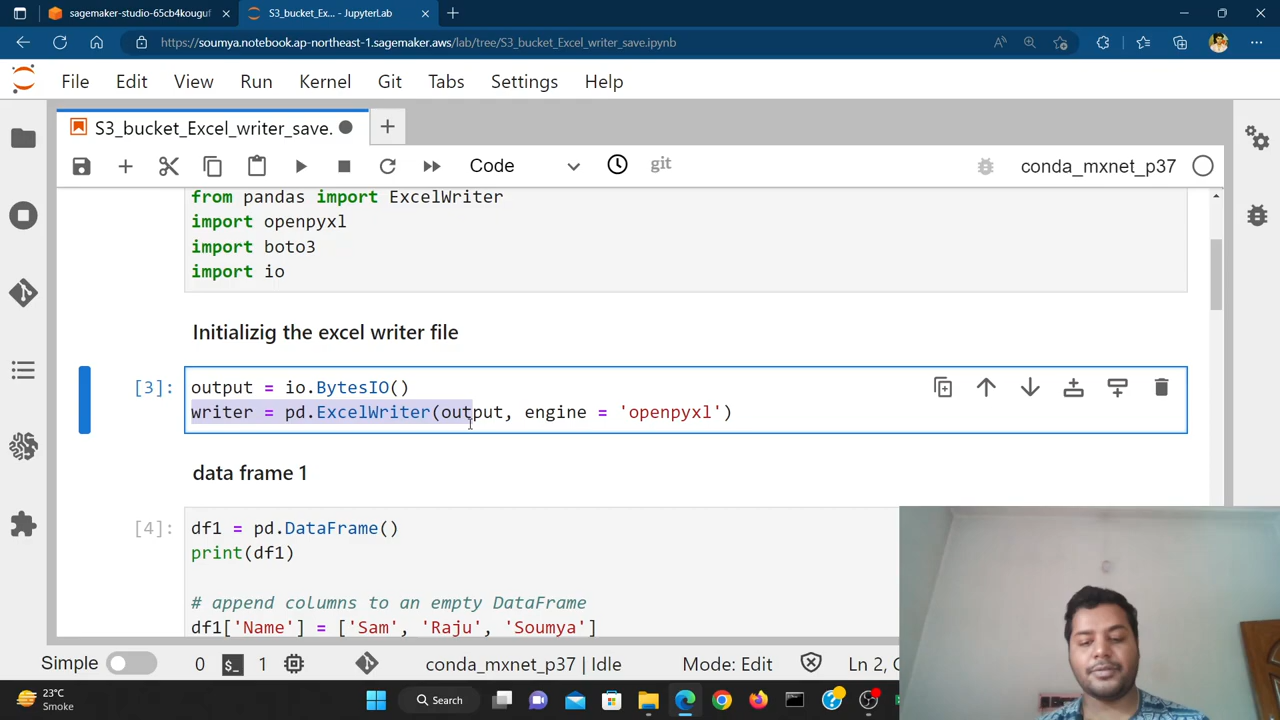 sagemaker-studio-65cb4kouguf
S3_bucket_Ex... - JupyterLab
https://soumya.notebook.ap-northeast-1.sagemaker.aws/lab/tree/S3_bucket_Excel_writer_save.ipynb
File Edit View Run Kernel Git Tabs Settings Help
S3_bucket_Excel_writer_save.
Code git conda_mxnet_p37
from pandas import ExcelWriter
import openpyxl
import boto3
import io
Initializig the excel writer file
[3]: output = io.BytesIO()
writer = pd.ExcelWriter(output, engine = 'openpyxl')
data frame 1
[4]: df1 = pd.DataFrame()
print(df1)
# append columns to an empty DataFrame
df1['Name'] = ['Sam', 'Raju', 'Soumya']
Simple 0 $_ 1 conda_mxnet_p37 | Idle Mode: Edit Ln 2, C
23°C
Smoke
Search